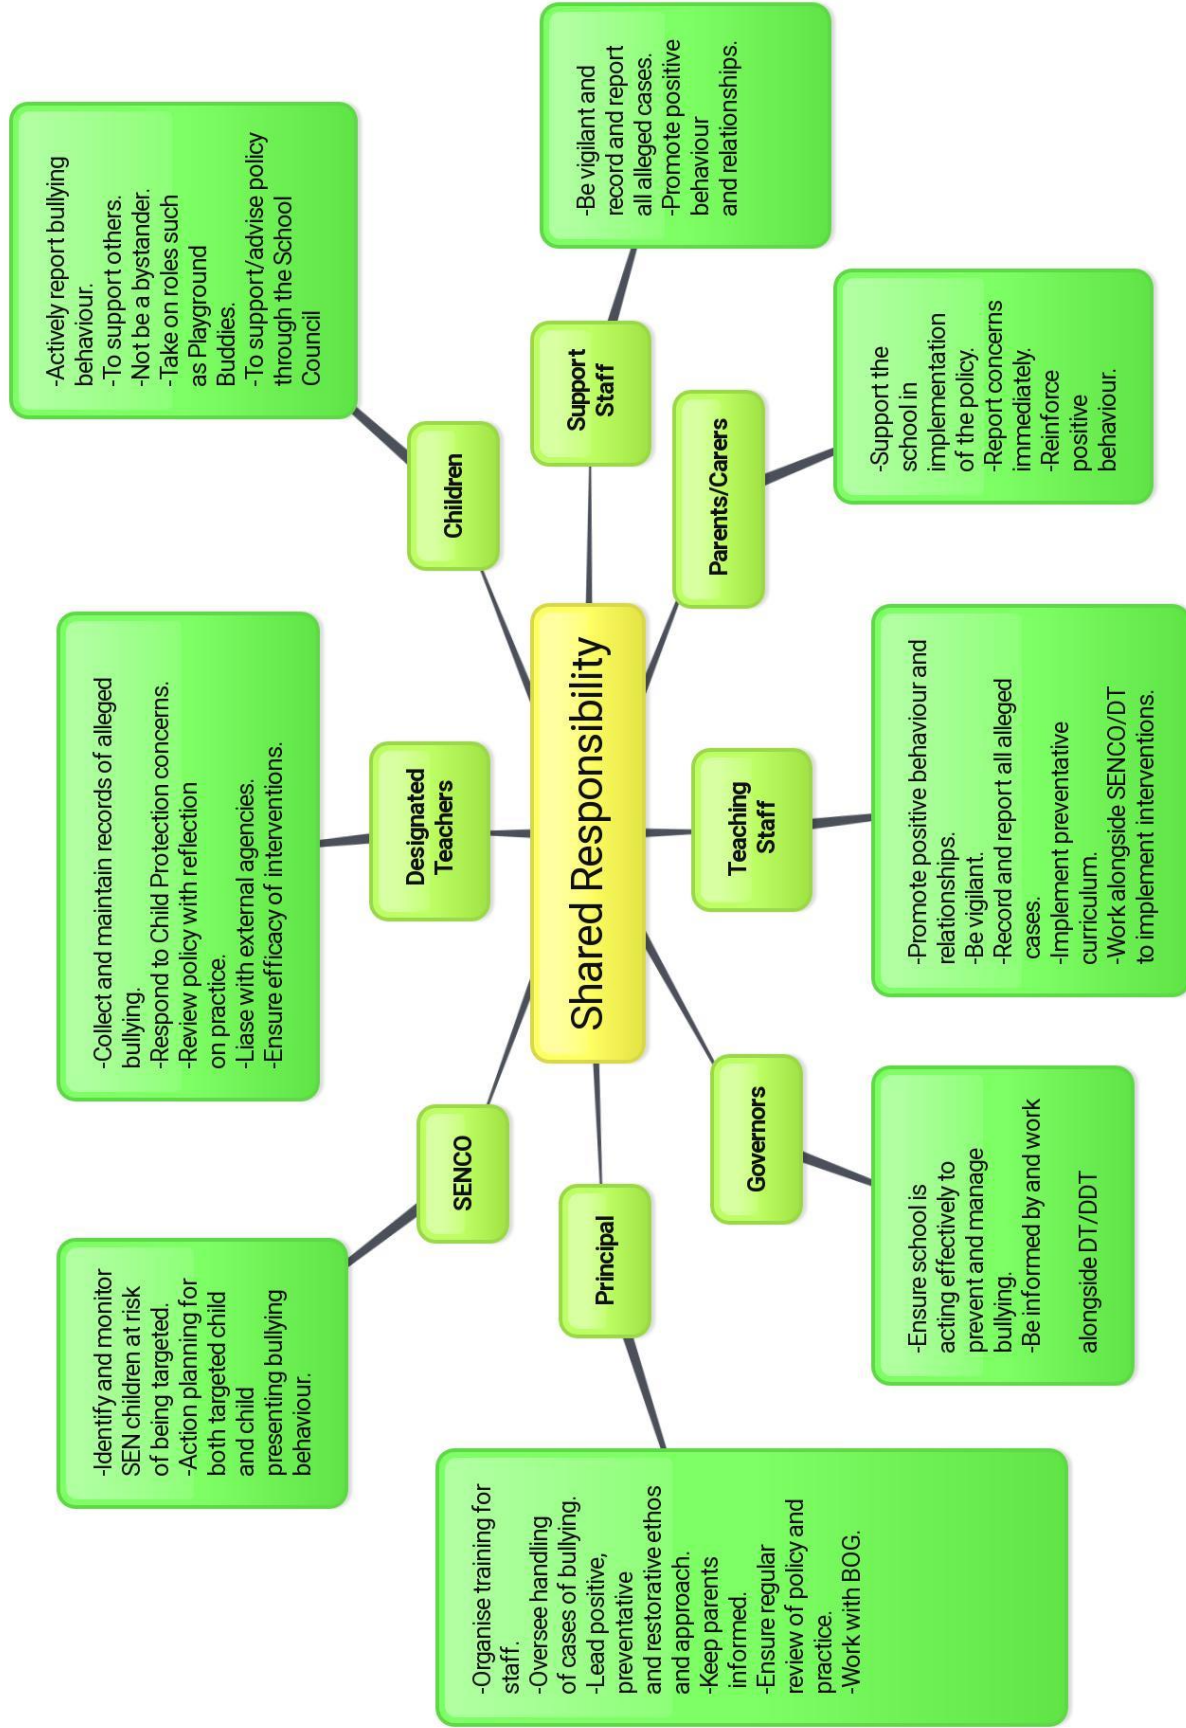 -Identify and monitor
SEN children at risk
of being targeted.
-Action planning for
both targeted child
and child
presenting bullying
behaviour.
SENCO
-Collect and maintain records of alleged
bullying.
-Respond to Child Protection concerns.
-Review policy with reflection
on practice.
-Liase with external agencies.
-Ensure efficacy of interventions.
Designated
Teachers
-Actively report bullying
behaviour.
-To support others.
-Not be a bystander.
-Take on roles such
as Playground
Buddies.
-To support/advise policy
through the School
Council
Children
-Organise training for
staff.
-Oversee handling
of cases of bullying.
-Lead positive,
preventative
and restorative ethos
and approach.
-Keep parents
informed.
-Ensure regular
review of policy and
practice.
-Work with BOG.
Principal
Shared Responsibility
Support
Staff
-Be vigilant and
record and report
all alleged cases.
-Promote positive
behaviour
and relationships.
Governors
-Ensure school is
acting effectively to
prevent and manage
bullying.
-Be informed by and work
alongside DT/DDT
Teaching
Staff
-Promote positive behaviour and
relationships.
-Be vigilant.
-Record and report all alleged
cases.
-Implement preventative
curriculum.
-Work alongside SENCO/DT
to implement interventions.
Parents/Carers
-Support the
school in
implementation
of the policy.
-Report concerns
immediately.
-Reinforce
positive
behaviour.